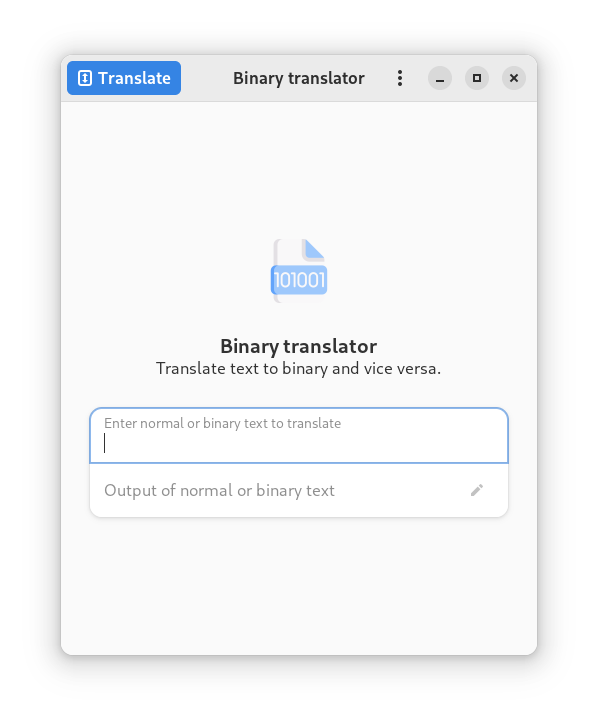 Translate
Binary translator
101001
Binary translator
Translate text to binary and vice versa.
Enter normal or binary text to translate
Output of normal or binary text